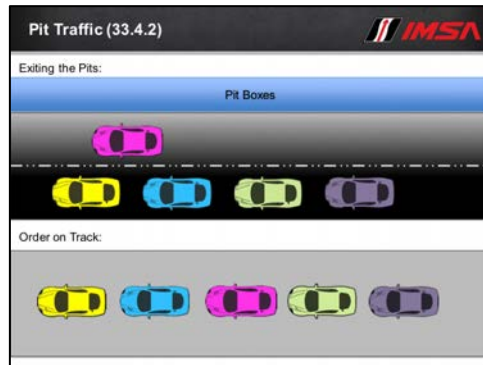 Pit Traffic (33.4.2)
IMSA
Exiting the Pits:
Pit Boxes
Order on Track: